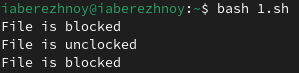 iaberezhnoy@iaberezhnoy:~$ bash 1.sh
File is blocked
File is unclocked
File is blocked